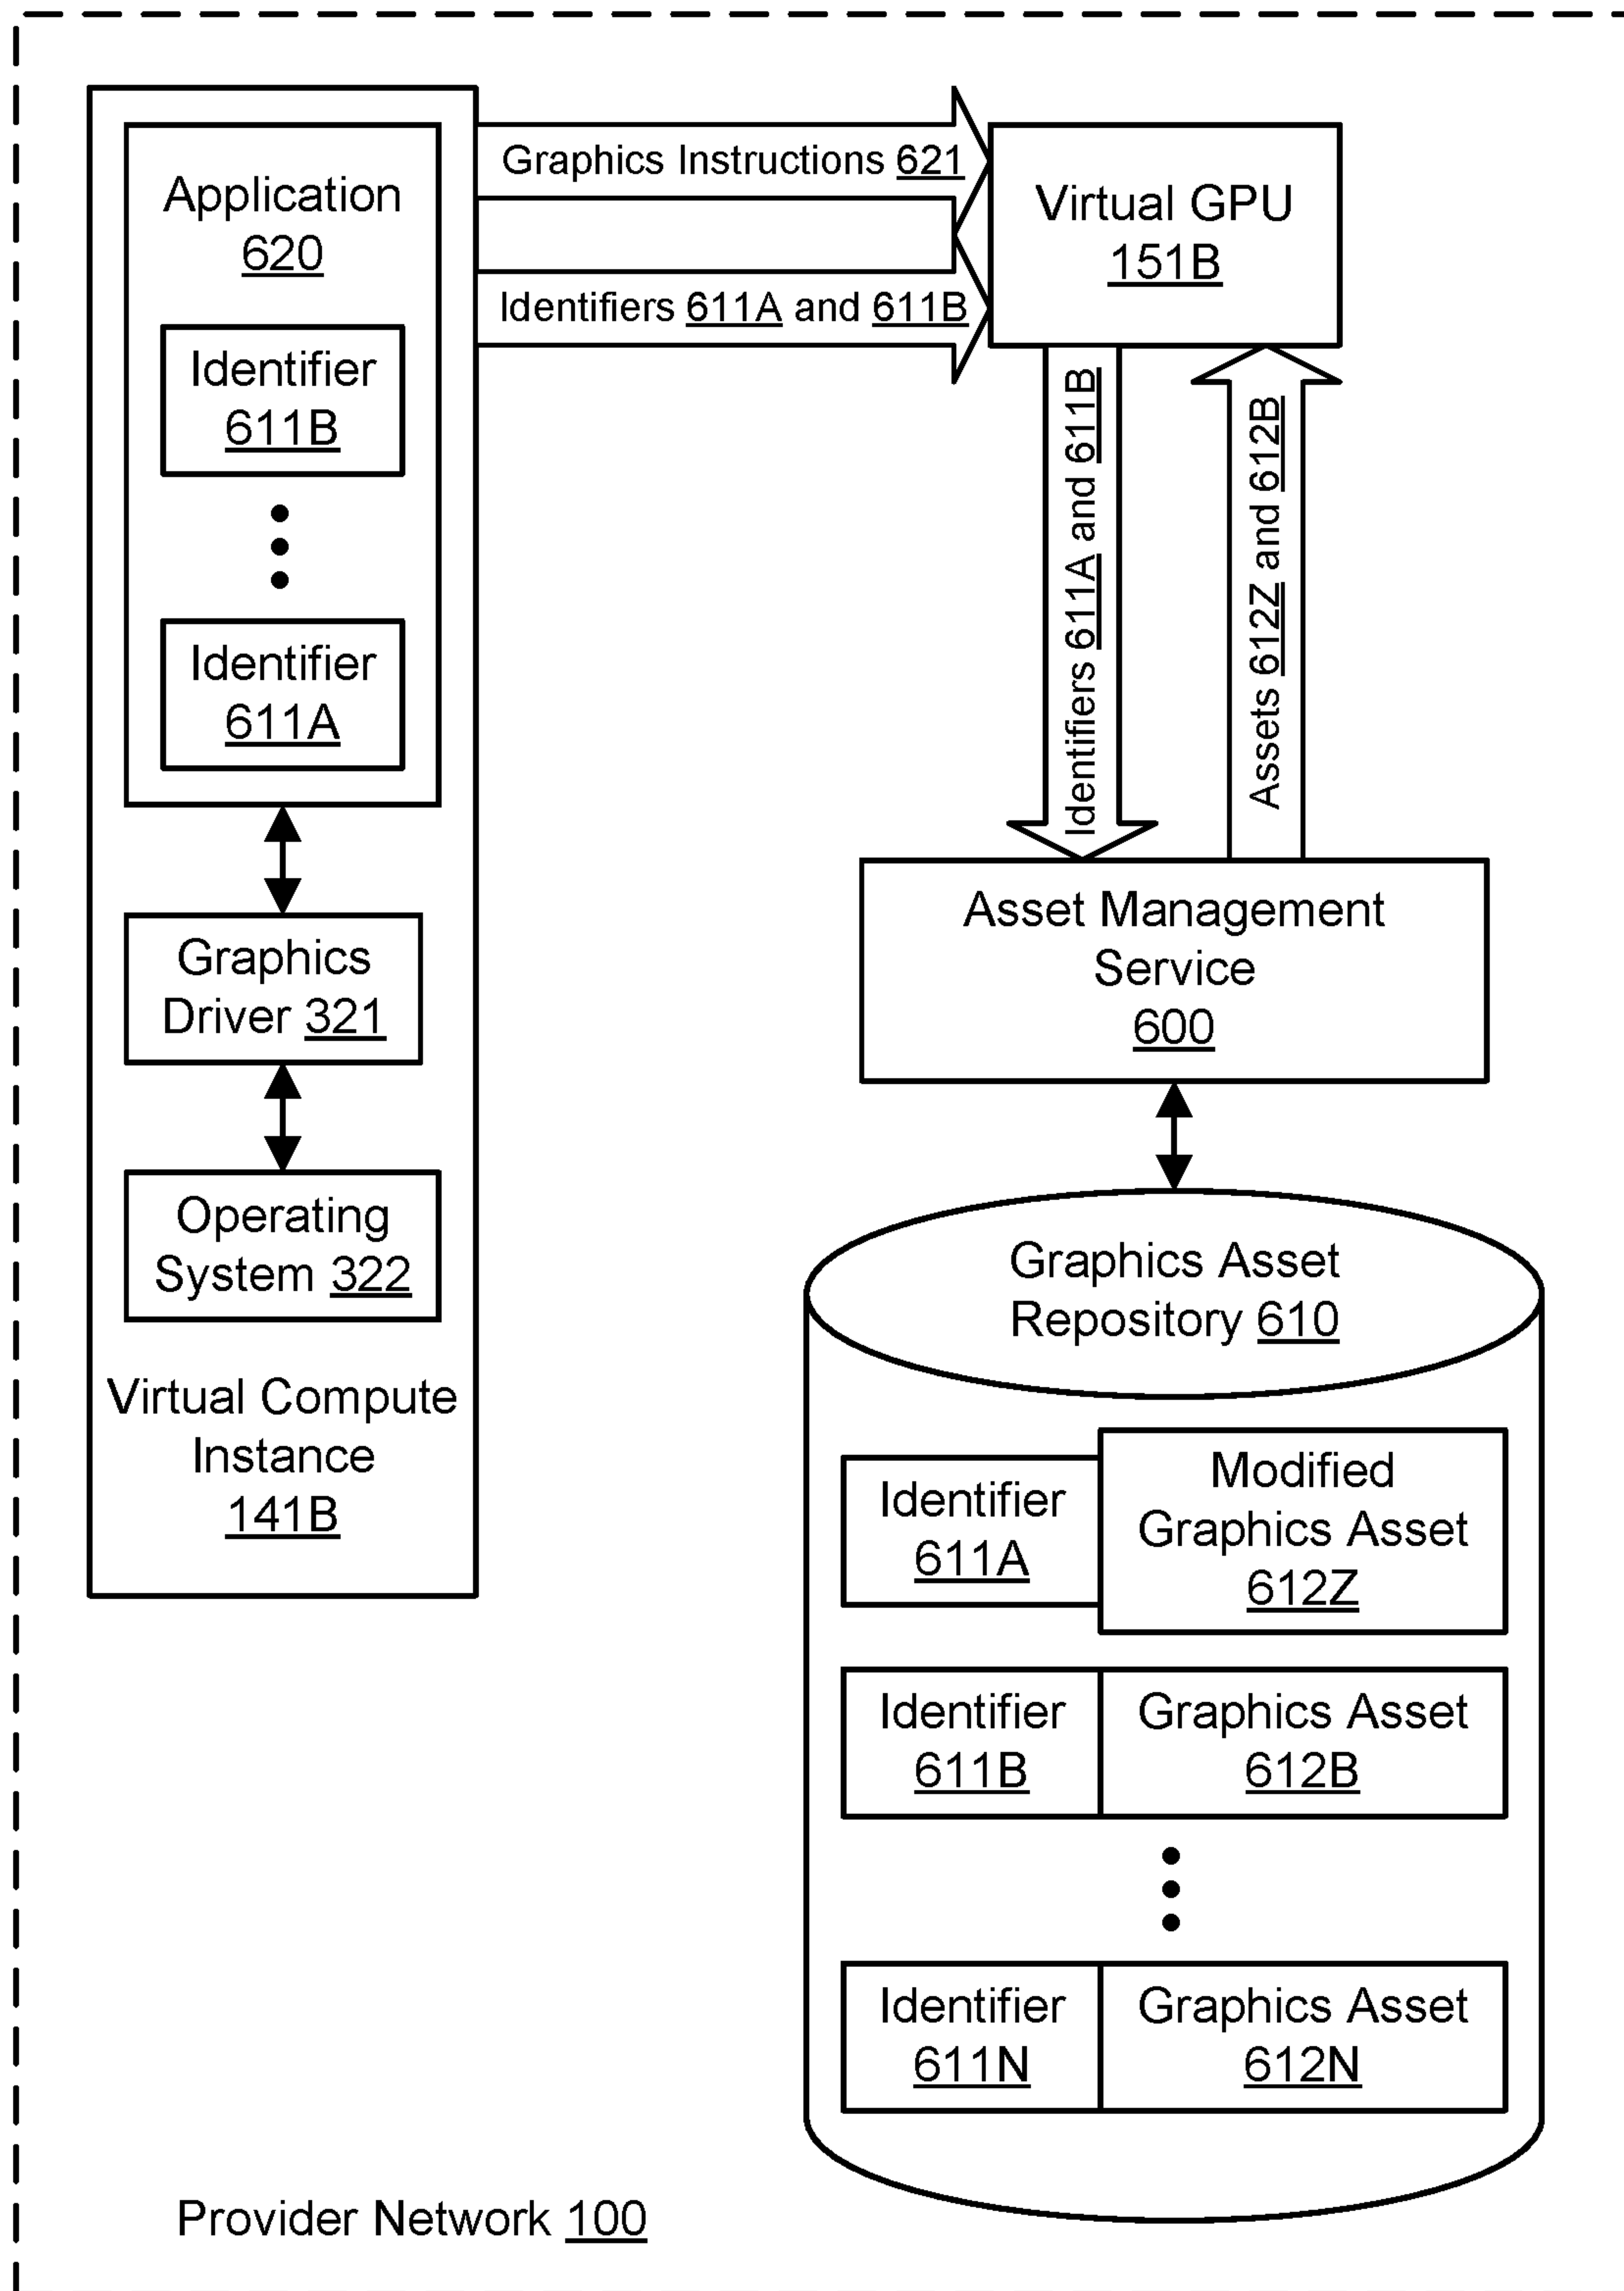 Application
620
Identifier
611B
Identifier
611A
Graphics
Driver 321
Operating
System 322
Virtual Compute
Instance
141B
Graphics Instructions 621
Identifiers 611A and 611B
Virtual GPU
151B
Identifiers 611A and 611B
Assets 612Z and 612B
Asset Management
Service
600
Graphics Asset
Repository 610
Identifier
611A
Modified
Graphics Asset
612Z
Identifier
611B
Graphics Asset
612B
Identifier
611N
Graphics Asset
612N
Provider Network 100